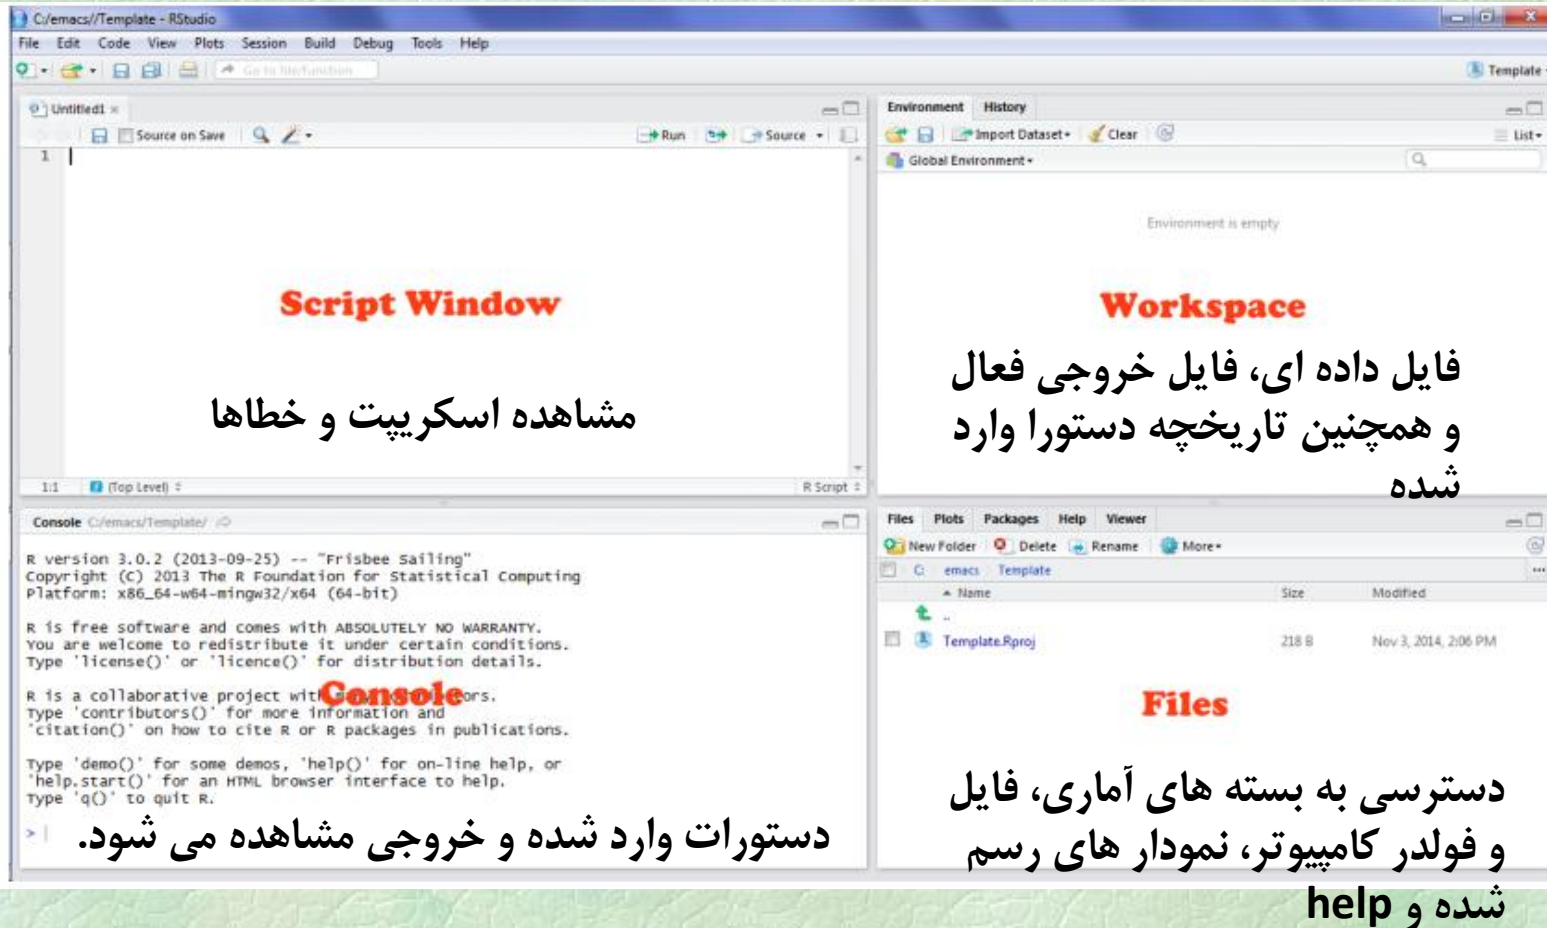 C:/emacs//Template - RStudio
File Edit Code View Plots Session Build Debug Tools Help
Go to file/function
Template
Untitled1
Source on Save
Run
Source
1
Script Window
مشاهده اسکریپت و خطاها
1:1 (Top Level) R Script
Environment History
Import Dataset Clear List
Global Environment
Environment is empty
Workspace
فایل داده ای، فایل خروجی فعال
و همچنین تاریخچه دستورا وارد
شده
Console C:/emacs/Template/
R version 3.0.2 (2013-09-25) -- "Frisbee Sailing"
Copyright (C) 2013 The R Foundation for Statistical Computing
Platform: x86_64-w64-mingw32/x64 (64-bit)
R is free software and comes with ABSOLUTELY NO WARRANTY.
You are welcome to redistribute it under certain conditions.
Type 'license()' or 'licence()' for distribution details.
R is a collaborative project with
Console
Type 'contributors()' for more information and
'citation()' on how to cite R or R packages in publications.
Type 'demo()' for some demos, 'help()' for on-line help, or
'help.start()' for an HTML browser interface to help.
Type 'q()' to quit R.
>
دستورات وارد شده و خروجی مشاهده می شود.
Files Plots Packages Help Viewer
New Folder Delete Rename More
C: emacs Template
Name Size Modified
..
Template.Rproj 218 B Nov 3, 2014, 2:06 PM
Files
دسترسی به بسته های آماری، فایل
و فولدر کامپیوتر، نمودار های رسم
شده و help